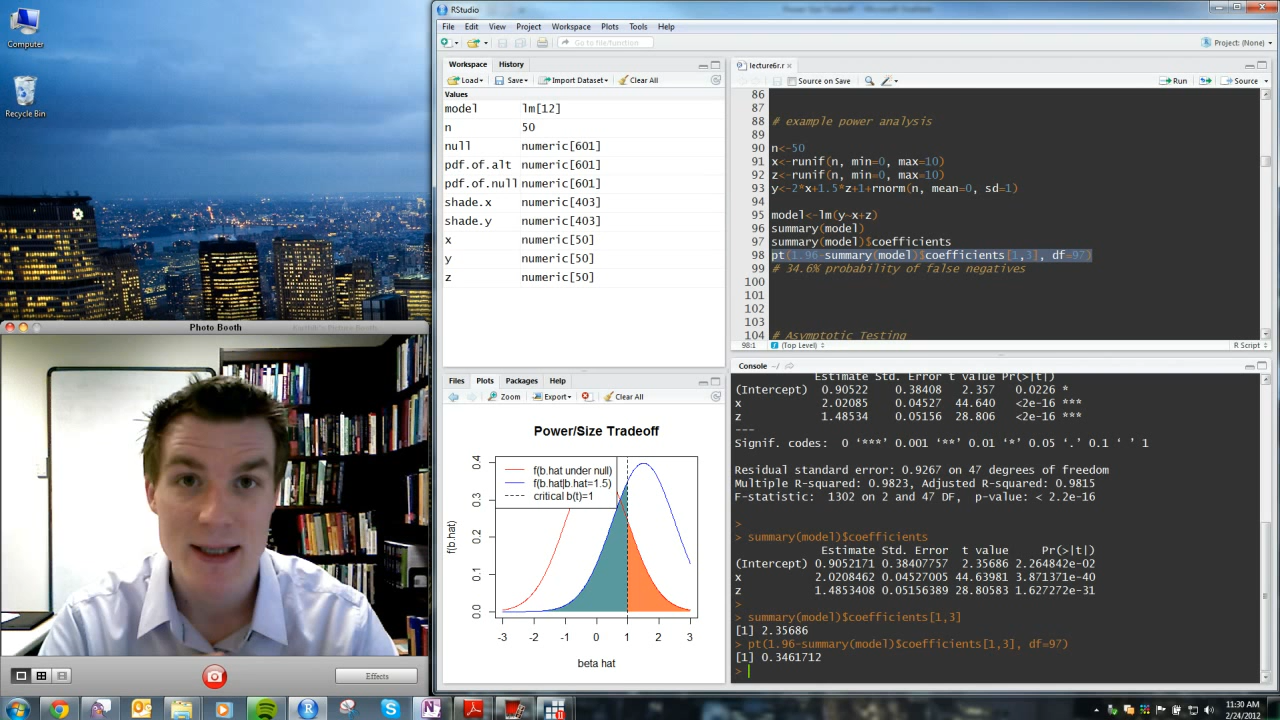 Computer
Recycle Bin
RStudio
File Edit View Project Workspace Plots Tools Help
Go to file/function
Project: (None)
Workspace History
Load Save Import Dataset Clear All
Values
model lm[12]
n 50
null numeric[601]
pdf.of.alt numeric[601]
pdf.of.null numeric[601]
shade.x numeric[403]
shade.y numeric[403]
x numeric[50]
y numeric[50]
z numeric[50]
lecture6r.r
Source on Save Run Source
86
87
88 # example power analysis
89
90 n<-50
91 x<-runif(n, min=0, max=10)
92 z<-runif(n, min=0, max=10)
93 y<-2*x+1.5*z+1+rnorm(n, mean=0, sd=1)
94
95 model<-lm(y~x+z)
96 summary(model)
97 summary(model)$coefficients
98 pt(1.96-summary(model)$coefficients[1,3], df=97)
99 # 34.6% probability of false negatives
100
101
102
103
104 # Asymptotic Testing
98:1 (Top Level) R Script
Photo Booth
Effects
Files Plots Packages Help
Zoom Export Clear All
Power/Size Tradeoff
f(b.hat under null)
f(b.hat|b.hat=1.5)
critical b(t)=1
f(b.hat)
0.4
0.3
0.2
0.1
0.0
-3 -2 -1 0 1 2 3
beta hat
Console ~/
Estimate Std. Error t value Pr(>|t|)
(Intercept) 0.90522 0.38408 2.357 0.0226 *
x 2.02085 0.04527 44.640 <2e-16 ***
z 1.48534 0.05156 28.806 <2e-16 ***
---
Signif. codes: 0 ‘***’ 0.001 ‘**’ 0.01 ‘*’ 0.05 ‘.’ 0.1 ‘ ’ 1
Residual standard error: 0.9267 on 47 degrees of freedom
Multiple R-squared: 0.9823, Adjusted R-squared: 0.9815
F-statistic: 1302 on 2 and 47 DF, p-value: < 2.2e-16
>
> summary(model)$coefficients
Estimate Std. Error t value Pr(>|t|)
(Intercept) 0.9052171 0.38407757 2.35686 2.264842e-02
x 2.0208462 0.04527005 44.63981 3.871371e-40
z 1.4853408 0.05156389 28.80583 1.627272e-31
>
> summary(model)$coefficients[1,3]
[1] 2.35686
> pt(1.96-summary(model)$coefficients[1,3], df=97)
[1] 0.3461712
>
11:30 AM
2/24/2012